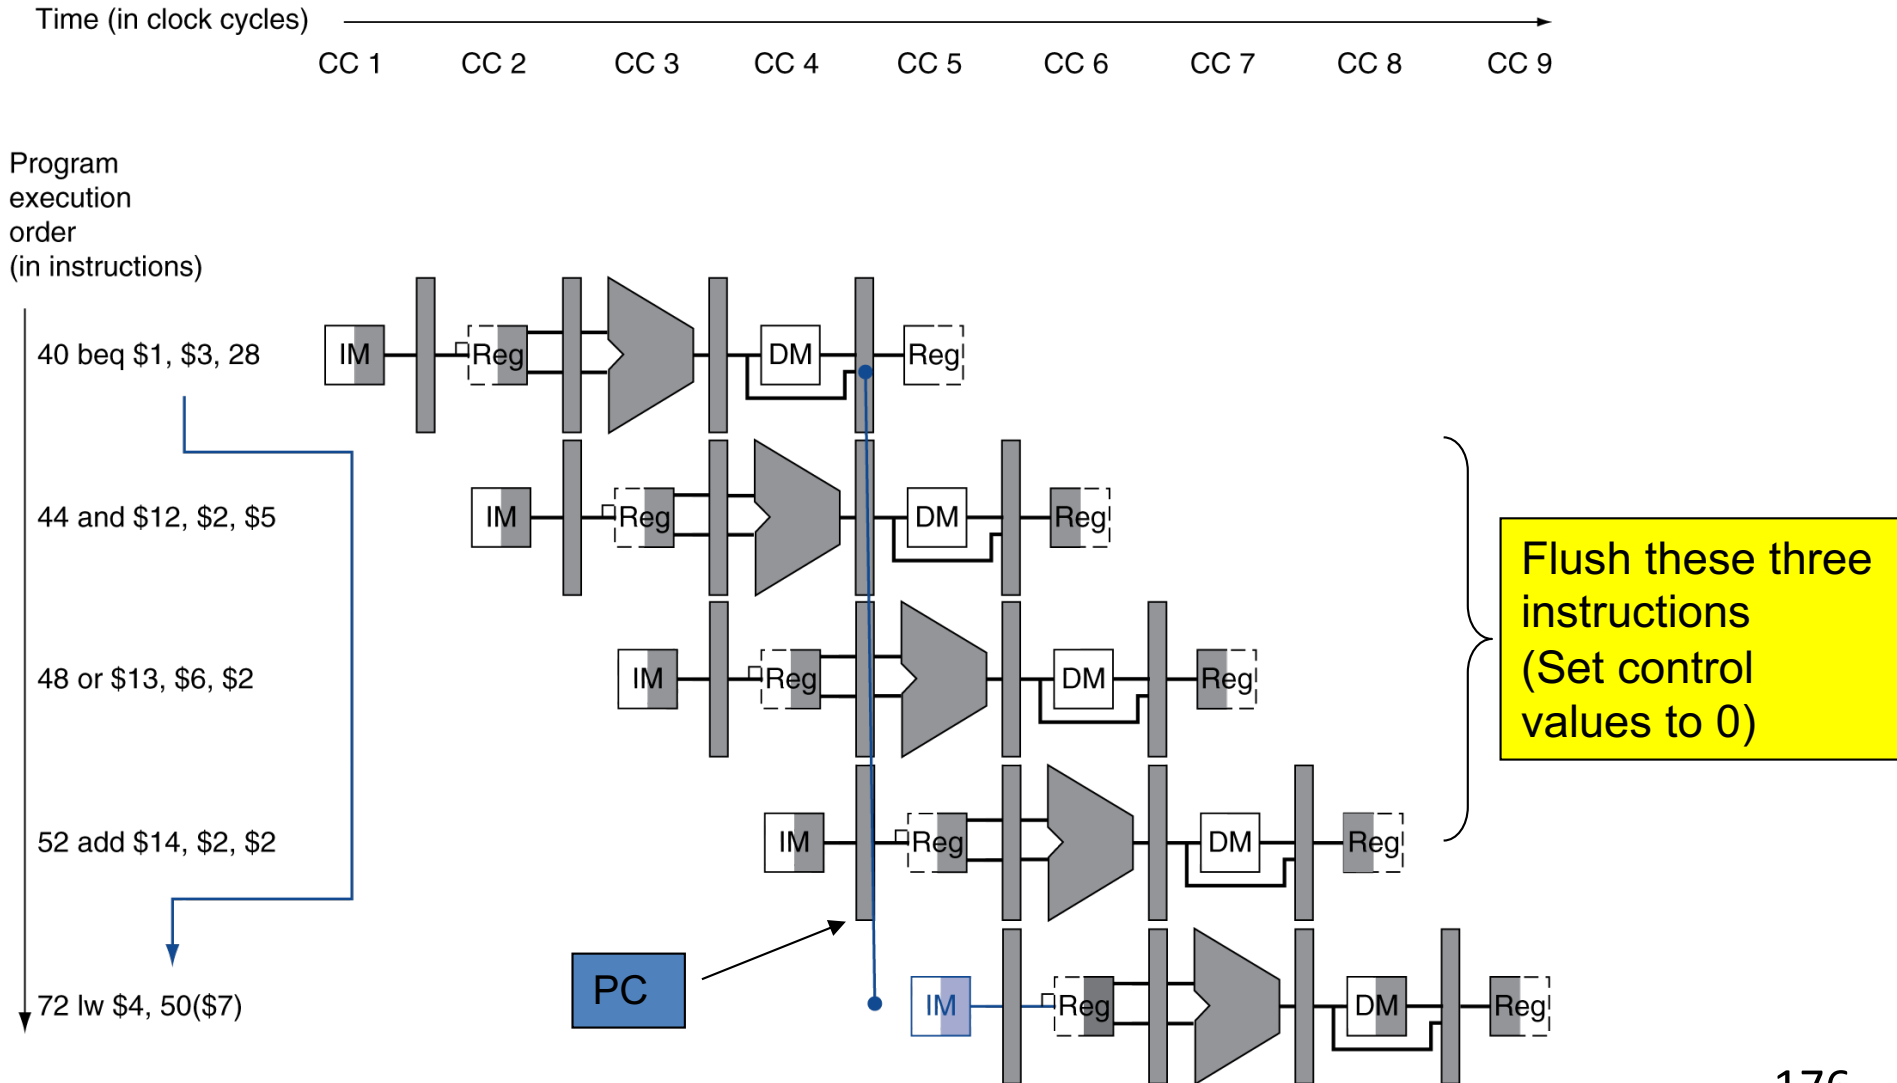 Time (in clock cycles)
CC 1 CC 2 CC 3 CC 4 CC 5 CC 6 CC 7 CC 8 CC 9
Program
execution
order
(in instructions)
40 beq $1, $3, 28
IM Reg DM Reg
44 and $12, $2, $5
IM Reg DM Reg
48 or $13, $6, $2
IM Reg DM Reg
52 add $14, $2, $2
IM Reg DM Reg
72 lw $4, 50($7)
IM Reg DM Reg
PC
Flush these three
instructions
(Set control
values to 0)